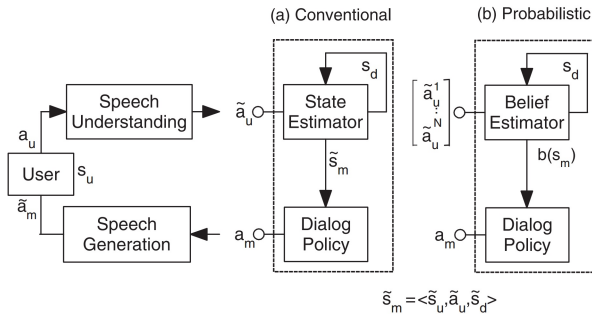 (a) Conventional
(b) Probabilistic
s_d
s_d
Speech Understanding
ã_u
State Estimator
ã_u^1
:
ã_u^N
Belief Estimator
a_u
User
s_u
s̃_m
b(s_m)
ã_m
Speech Generation
a_m
Dialog Policy
a_m
Dialog Policy
s̃_m = <s̃_u, ã_u, s̃_d>